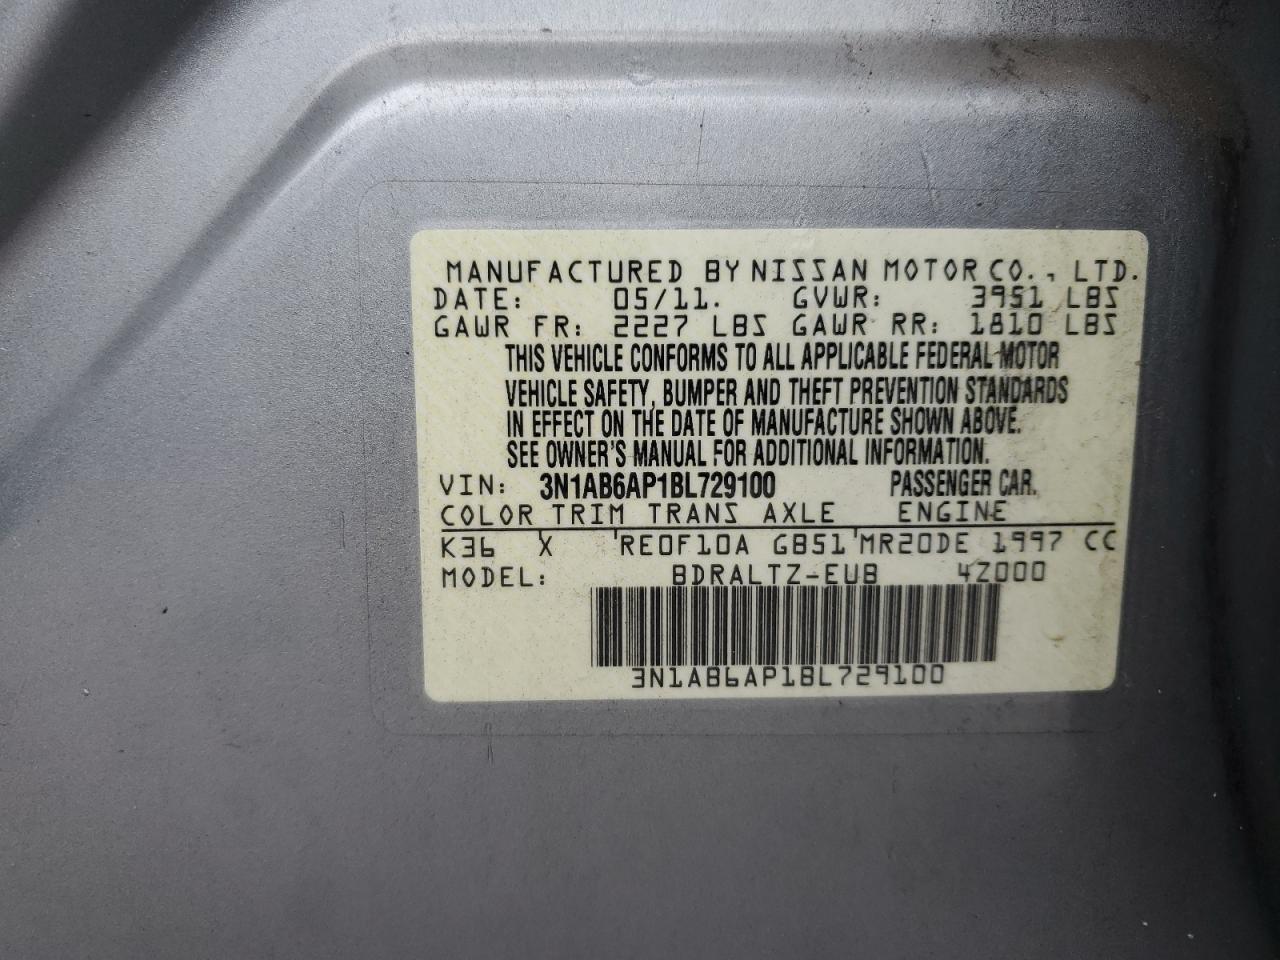 MANUFACTURED BY NISSAN MOTOR CO., LTD.
DATE: 05/11. GVWR: 3951 LBS
GAWR FR: 2227 LBS GAWR RR: 1810 LBS
THIS VEHICLE CONFORMS TO ALL APPLICABLE FEDERAL MOTOR
VEHICLE SAFETY, BUMPER AND THEFT PREVENTION STANDARDS
IN EFFECT ON THE DATE OF MANUFACTURE SHOWN ABOVE.
SEE OWNER'S MANUAL FOR ADDITIONAL INFORMATION.
VIN: 3N1AB6AP1BL729100 PASSENGER CAR.
COLOR TRIM TRANS AXLE ENGINE
K36 X 'RE0F10A GB51'MR20DE 1997 CC
MODEL: BDRALTZ-EUB 4Z000
3N1AB6AP1BL729100